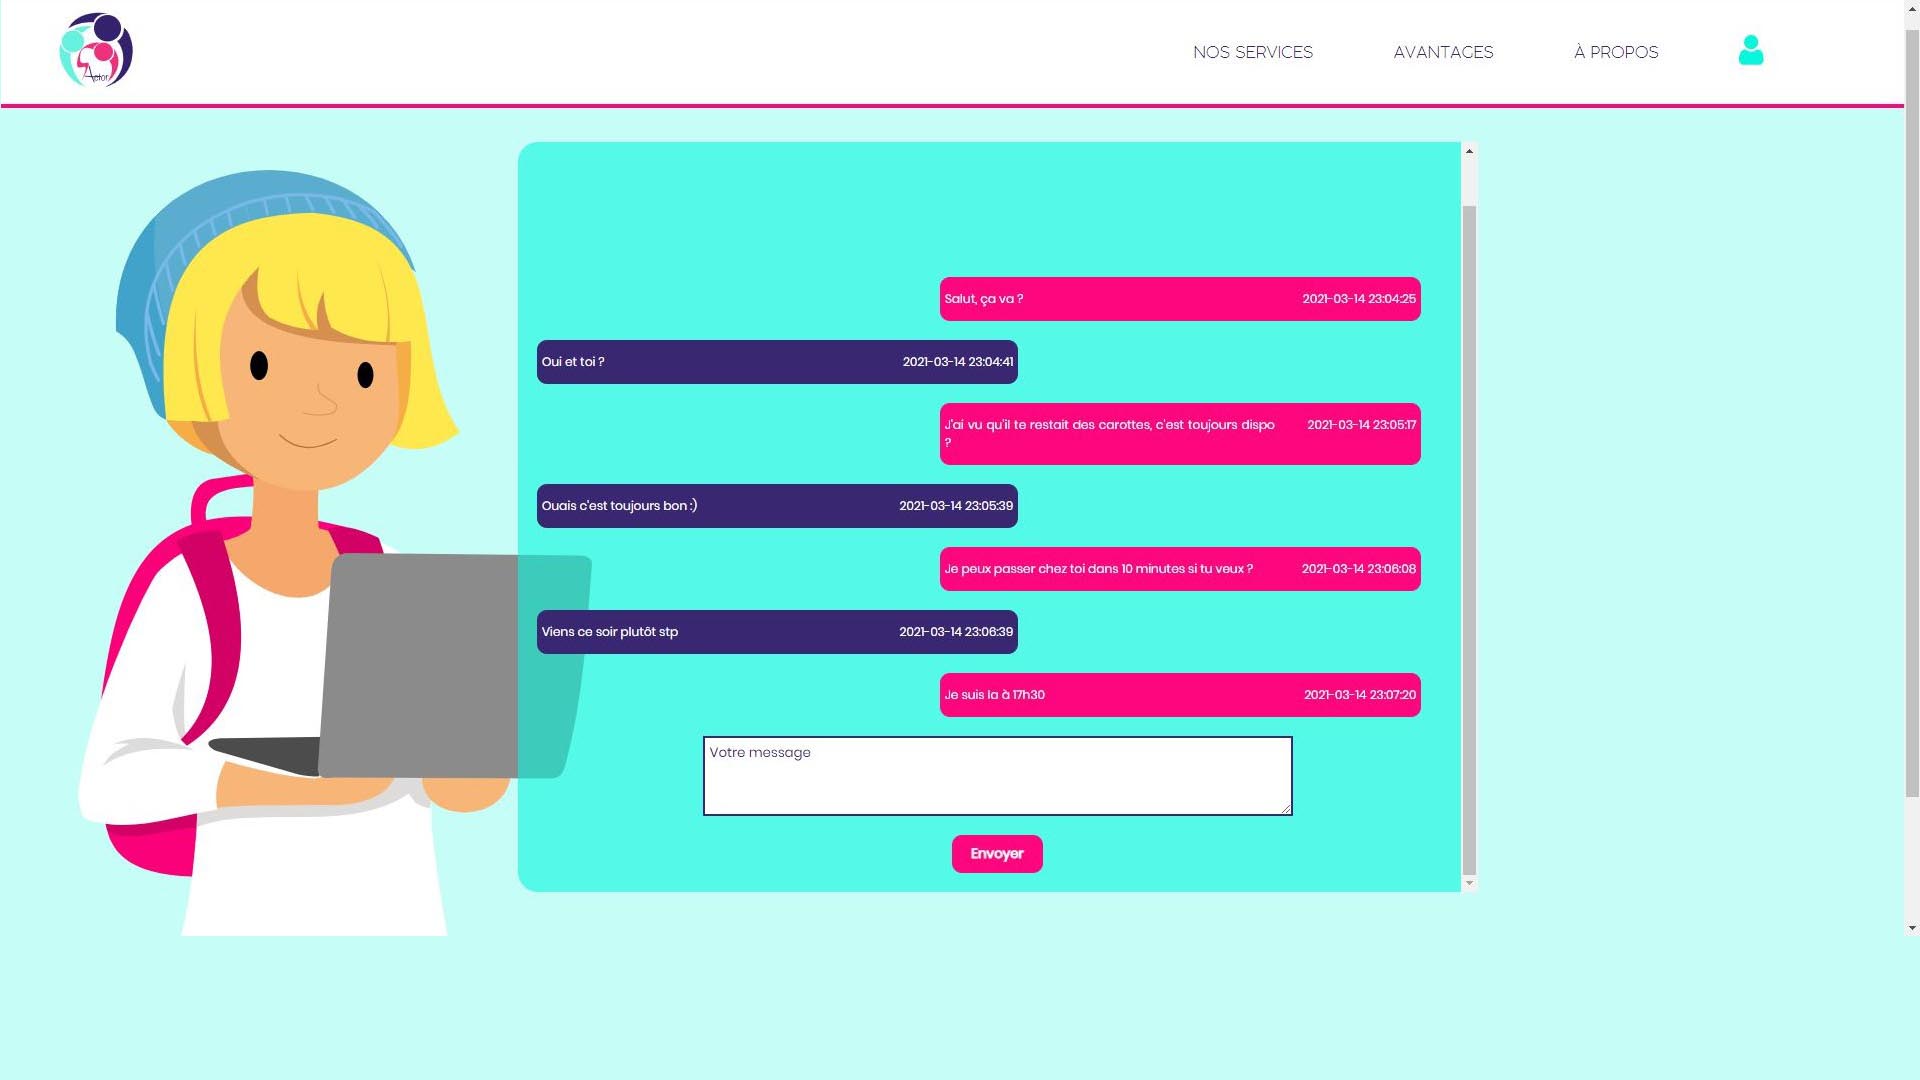 Actor
NOS SERVICES AVANTAGES À PROPOS
Salut, ça va ? 2021-03-14 23:04:25
Oui et toi ? 2021-03-14 23:04:41
J'ai vu qu'il te restait des carottes, c'est toujours dispo 2021-03-14 23:05:17
?
Ouais c'est toujours bon :) 2021-03-14 23:05:39
Je peux passer chez toi dans 10 minutes si tu veux ? 2021-03-14 23:06:08
Viens ce soir plutôt stp 2021-03-14 23:06:39
Je suis la à 17h30 2021-03-14 23:07:20
Votre message
Envoyer